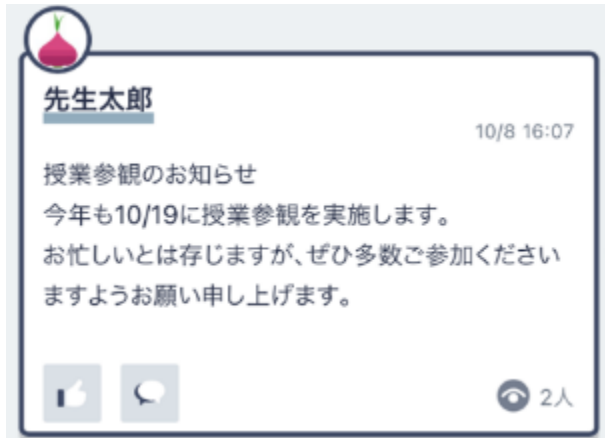 先生太郎
10/8 16:07
授業参観のお知らせ
今年も10/19に授業参観を実施します。
お忙しいとは存じますが、ぜひ多数ご参加ください
ますようお願い申し上げます。
2人